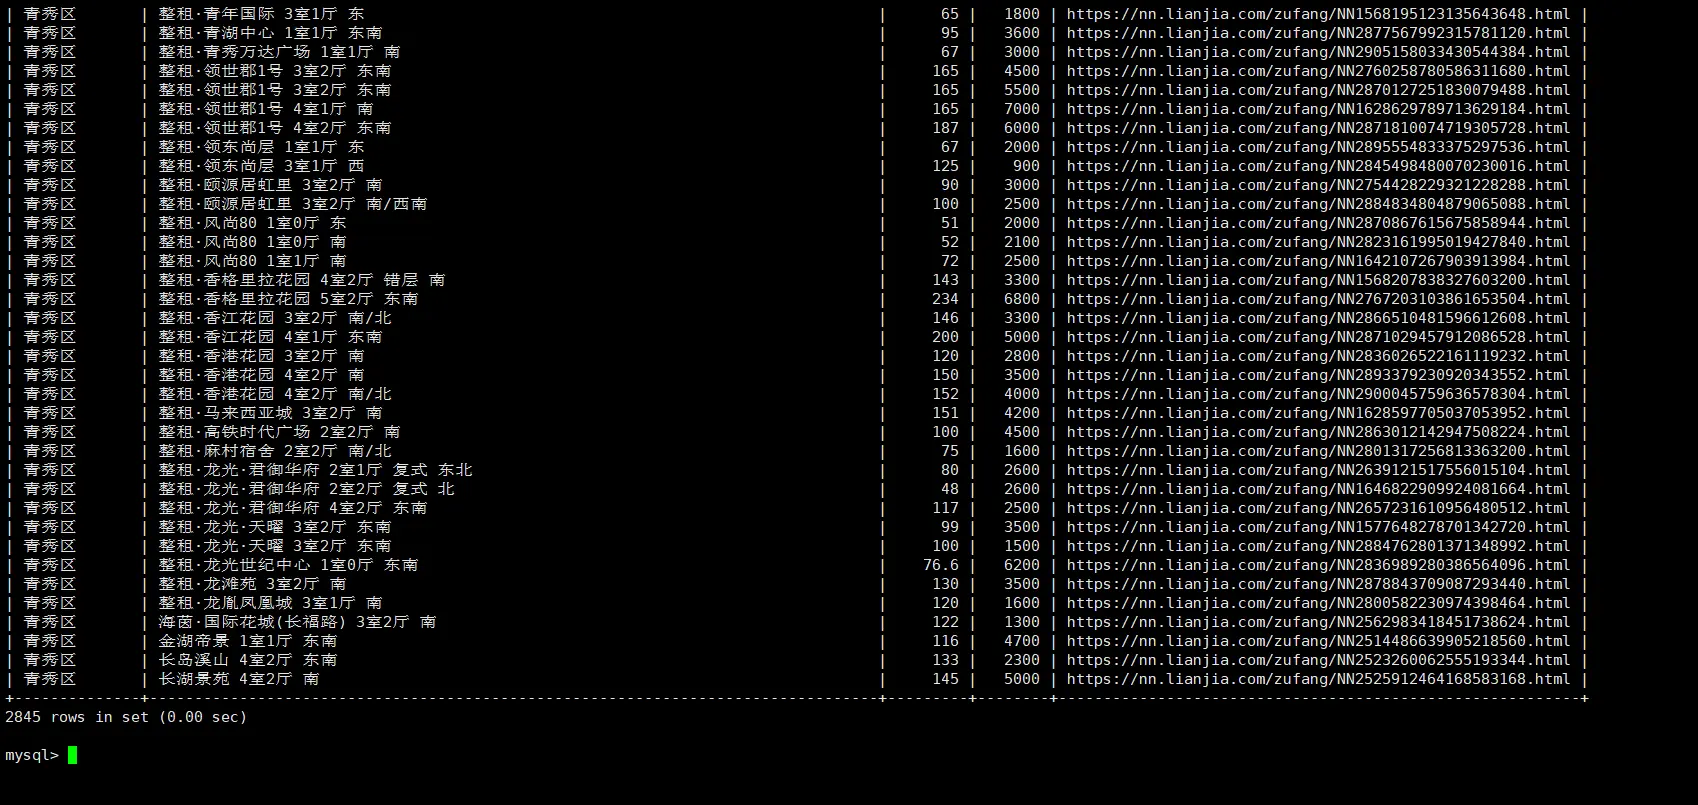 | 青秀区 | 整租·青年国际 3室1厅 东 | 65 | 1800 | https://nn.lianjia.com/zufang/NN1568195123135643648.html |
| 青秀区 | 整租·青湖中心 1室1厅 东南 | 95 | 3600 | https://nn.lianjia.com/zufang/NN2877567992315781120.html |
| 青秀区 | 整租·青秀万达广场 1室1厅 南 | 67 | 3000 | https://nn.lianjia.com/zufang/NN2905158033430544384.html |
| 青秀区 | 整租·领世郡1号 3室2厅 东南 | 165 | 4500 | https://nn.lianjia.com/zufang/NN2760258780586311680.html |
| 青秀区 | 整租·领世郡1号 3室2厅 东南 | 165 | 5500 | https://nn.lianjia.com/zufang/NN2870127251830079488.html |
| 青秀区 | 整租·领世郡1号 4室1厅 南 | 165 | 7000 | https://nn.lianjia.com/zufang/NN1628629789713629184.html |
| 青秀区 | 整租·领世郡1号 4室2厅 东南 | 187 | 6000 | https://nn.lianjia.com/zufang/NN2871810074719305728.html |
| 青秀区 | 整租·领东尚层 1室1厅 东 | 67 | 2000 | https://nn.lianjia.com/zufang/NN2895554833375297536.html |
| 青秀区 | 整租·领东尚层 3室1厅 西 | 125 | 900 | https://nn.lianjia.com/zufang/NN2845498480070230016.html |
| 青秀区 | 整租·颐源居虹里 3室2厅 南 | 90 | 3000 | https://nn.lianjia.com/zufang/NN2754428229321228288.html |
| 青秀区 | 整租·颐源居虹里 3室2厅 南/西南 | 100 | 2500 | https://nn.lianjia.com/zufang/NN2884834804879065088.html |
| 青秀区 | 整租·风尚80 1室0厅 东 | 51 | 2000 | https://nn.lianjia.com/zufang/NN2870867615675858944.html |
| 青秀区 | 整租·风尚80 1室0厅 南 | 52 | 2100 | https://nn.lianjia.com/zufang/NN2823161995019427840.html |
| 青秀区 | 整租·风尚80 1室1厅 南 | 72 | 2500 | https://nn.lianjia.com/zufang/NN1642107267903913984.html |
| 青秀区 | 整租·香格里拉花园 4室2厅 错层 南 | 143 | 3300 | https://nn.lianjia.com/zufang/NN1568207838327603200.html |
| 青秀区 | 整租·香格里拉花园 5室2厅 东南 | 234 | 6800 | https://nn.lianjia.com/zufang/NN2767203103861653504.html |
| 青秀区 | 整租·香江花园 3室2厅 南/北 | 146 | 3300 | https://nn.lianjia.com/zufang/NN2866510481596612608.html |
| 青秀区 | 整租·香江花园 4室1厅 东南 | 200 | 5000 | https://nn.lianjia.com/zufang/NN2871029457912086528.html |
| 青秀区 | 整租·香港花园 3室2厅 南 | 120 | 2800 | https://nn.lianjia.com/zufang/NN2836026522161119232.html |
| 青秀区 | 整租·香港花园 4室2厅 南 | 150 | 3500 | https://nn.lianjia.com/zufang/NN2893379230920343552.html |
| 青秀区 | 整租·香港花园 4室2厅 南/北 | 152 | 4000 | https://nn.lianjia.com/zufang/NN2900045759636578304.html |
| 青秀区 | 整租·马来西亚城 3室2厅 南 | 151 | 4200 | https://nn.lianjia.com/zufang/NN1628597705037053952.html |
| 青秀区 | 整租·高铁时代广场 2室2厅 南 | 100 | 4500 | https://nn.lianjia.com/zufang/NN2863012142947508224.html |
| 青秀区 | 整租·麻村宿舍 2室2厅 南/北 | 75 | 1600 | https://nn.lianjia.com/zufang/NN2801317256813363200.html |
| 青秀区 | 整租·龙光·君御华府 2室1厅 复式 东北 | 80 | 2600 | https://nn.lianjia.com/zufang/NN2639121517556015104.html |
| 青秀区 | 整租·龙光·君御华府 2室2厅 复式 北 | 48 | 2600 | https://nn.lianjia.com/zufang/NN1646822909924081664.html |
| 青秀区 | 整租·龙光·君御华府 4室2厅 东南 | 117 | 2500 | https://nn.lianjia.com/zufang/NN2657231610956480512.html |
| 青秀区 | 整租·龙光·天曜 3室2厅 东南 | 99 | 3500 | https://nn.lianjia.com/zufang/NN1577648278701342720.html |
| 青秀区 | 整租·龙光·天曜 3室2厅 东南 | 100 | 1500 | https://nn.lianjia.com/zufang/NN2884762801371348992.html |
| 青秀区 | 整租·龙光世纪中心 1室0厅 东南 | 76.6 | 6200 | https://nn.lianjia.com/zufang/NN2836989280386564096.html |
| 青秀区 | 整租·龙滩苑 3室2厅 南 | 130 | 3500 | https://nn.lianjia.com/zufang/NN2878843709087293440.html |
| 青秀区 | 整租·龙胤凤凰城 3室1厅 南 | 120 | 1600 | https://nn.lianjia.com/zufang/NN2800582230974398464.html |
| 青秀区 | 海茵·国际花城(长福路) 3室2厅 南 | 122 | 1300 | https://nn.lianjia.com/zufang/NN2562983418451738624.html |
| 青秀区 | 金湖帝景 1室1厅 东南 | 116 | 4700 | https://nn.lianjia.com/zufang/NN2514486639905218560.html |
| 青秀区 | 长岛溪山 4室2厅 东南 | 133 | 2300 | https://nn.lianjia.com/zufang/NN2523260062555193344.html |
| 青秀区 | 长湖景苑 4室2厅 南 | 145 | 5000 | https://nn.lianjia.com/zufang/NN2525912464168583168.html |
2845 rows in set (0.00 sec)
mysql>